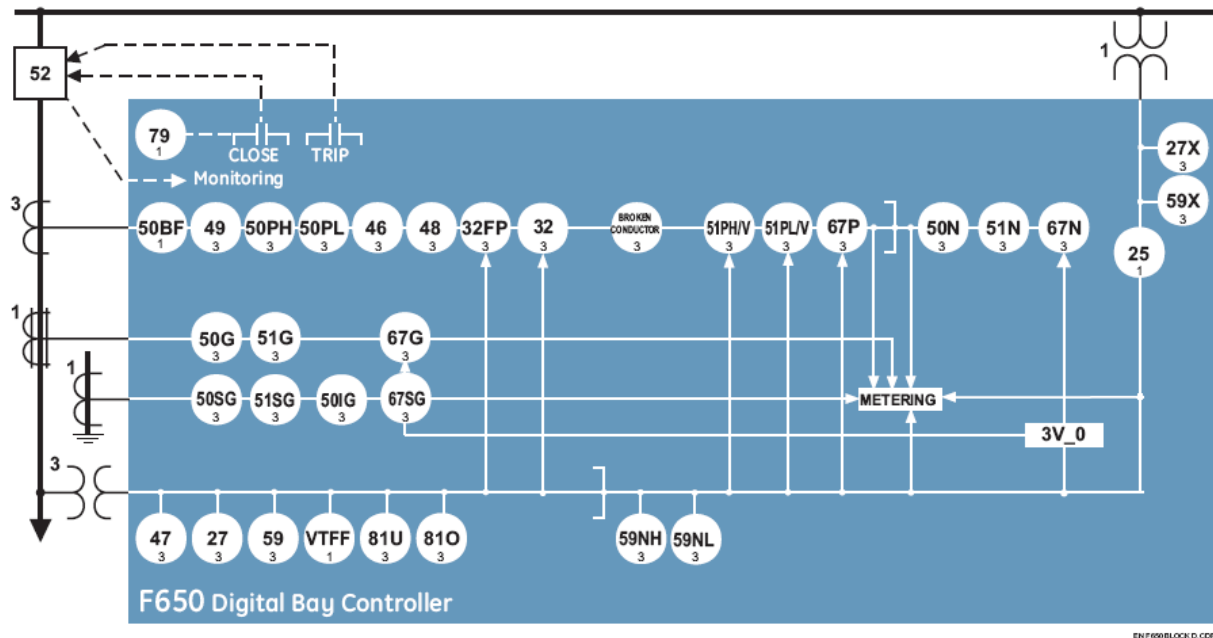 1
52
79
1
CLOSE TRIP
Monitoring
27X
3
59X
3
3
50BF 49 50PH 50PL 46 48 32FP 32 BROKEN CONDUCTOR 51PH/V 51PL/V 67P 50N 51N 67N
1 3 3 3 3 3 3 3 3 3 3 3 3 3 3
25
1
1
50G 51G 67G
3 3 3
1
50SG 51SG 50IG 67SG METERING
3 3 3 3
3V_0
3
47 27 59 VTFF 81U 81O 59NH 59NL
3 3 3 1 3 3 3 3
F650 Digital Bay Controller
ENF650BLOCKD.CDR